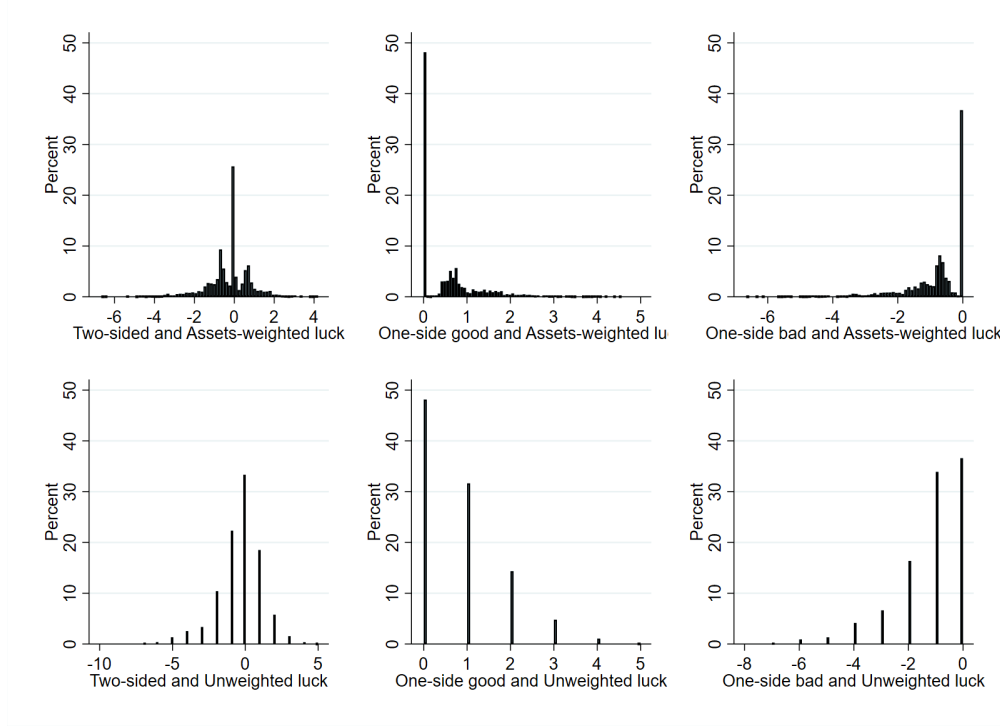 50
40
30
20
10
0
Percent
-6 -4 -2 0 2 4
Two-sided and Assets-weighted luck
50
40
30
20
10
0
Percent
0 1 2 3 4 5
One-side good and Assets-weighted lu
50
40
30
20
10
0
Percent
-6 -4 -2 0
One-side bad and Assets-weighted luck
50
40
30
20
10
0
Percent
-10 -5 0 5
Two-sided and Unweighted luck
50
40
30
20
10
0
Percent
0 1 2 3 4 5
One-side good and Unweighted luck
50
40
30
20
10
0
Percent
-8 -6 -4 -2 0
One-side bad and Unweighted luck